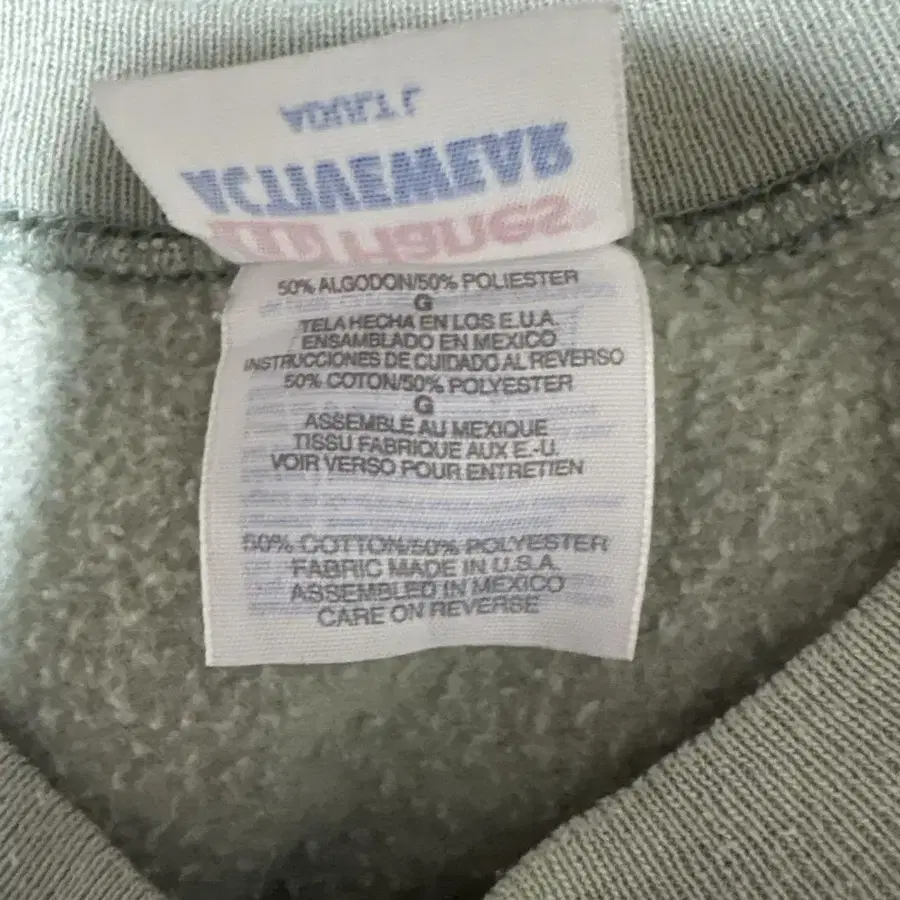 ADULT L
ACTIVEWEAR
Hanes
50% ALGODON/50% POLIESTER
G
TELA HECHA EN LOS E.U.A.
ENSAMBLADO EN MEXICO
INSTRUCCIONES DE CUIDADO AL REVERSO
50% COTON/50% POLYESTER
G
ASSEMBLE AU MEXIQUE
TISSU FABRIQUE AUX E.-U.
VOIR VERSO POUR ENTRETIEN
50% COTTON/50% POLYESTER
FABRIC MADE IN U.S.A.
ASSEMBLED IN MEXICO
CARE ON REVERSE